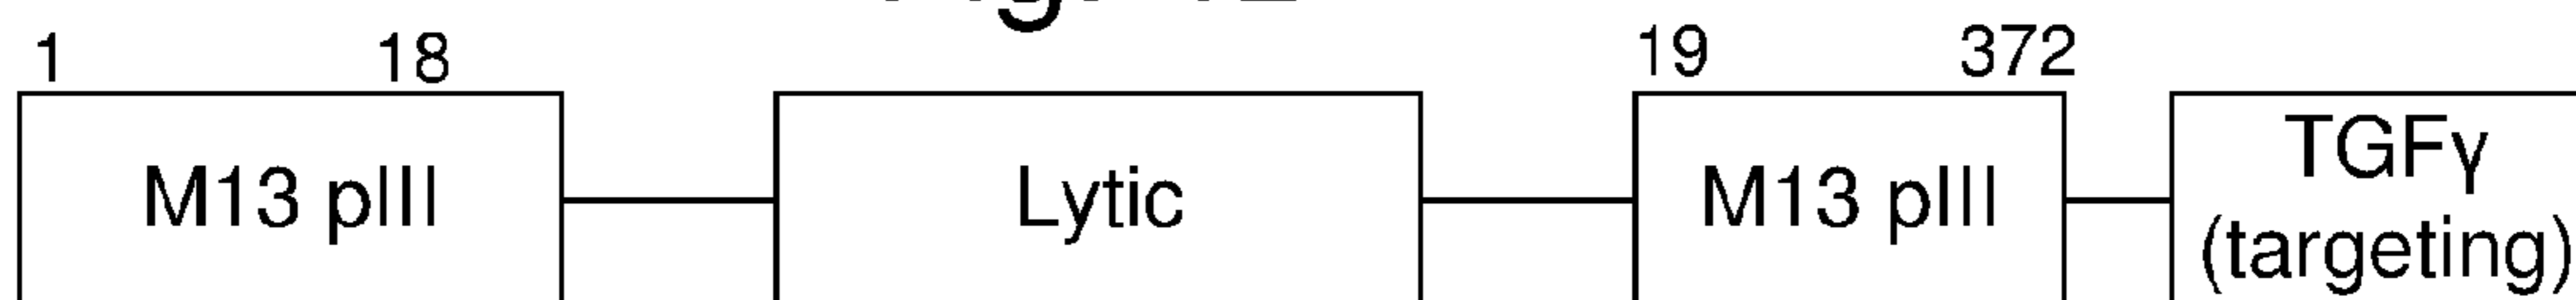 1 18 19 372
M13 pIII Lytic M13 pIII TGFγ
(targeting)